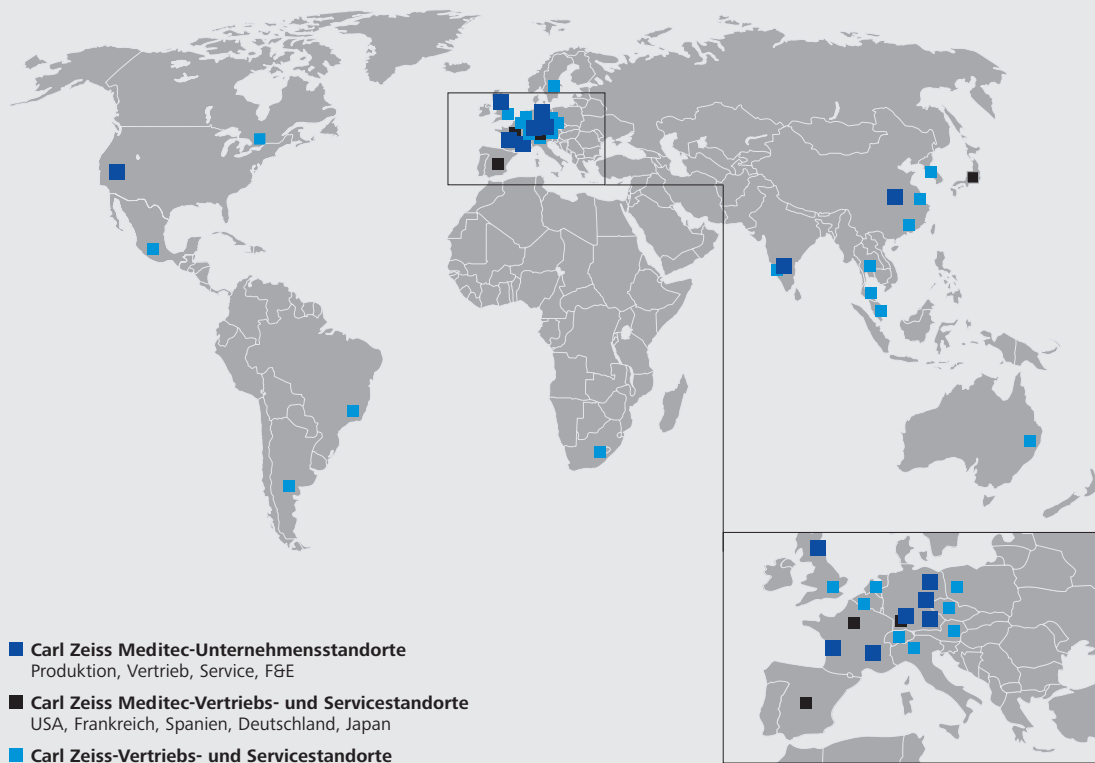 Carl Zeiss Meditec-Unternehmensstandorte
Produktion, Vertrieb, Service, F&E
Carl Zeiss Meditec-Vertriebs- und Servicestandorte
USA, Frankreich, Spanien, Deutschland, Japan
Carl Zeiss-Vertriebs- und Servicestandorte